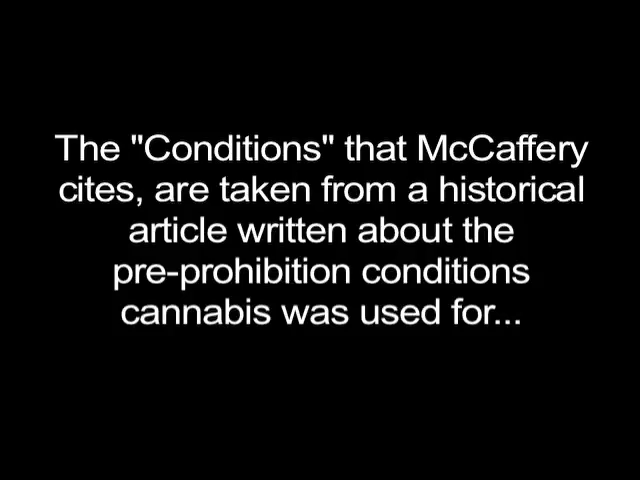 The "Conditions" that McCaffery
cites, are taken from a historical
article written about the
pre-prohibition conditions
cannabis was used for...